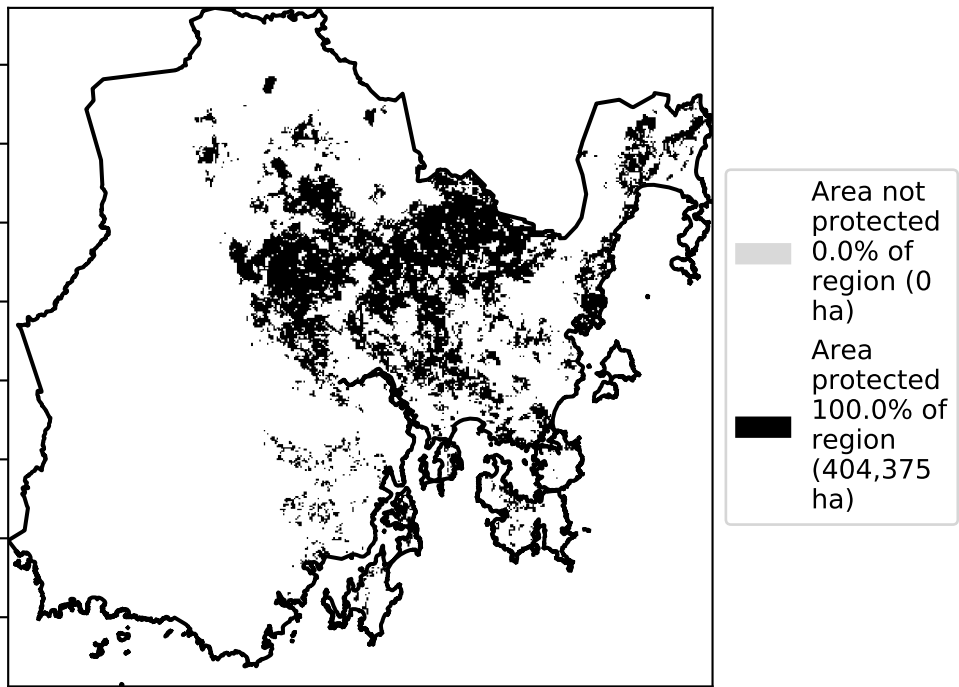 Area not
protected
0.0% of
region (0
ha)
Area
protected
100.0% of
region
(404,375
ha)